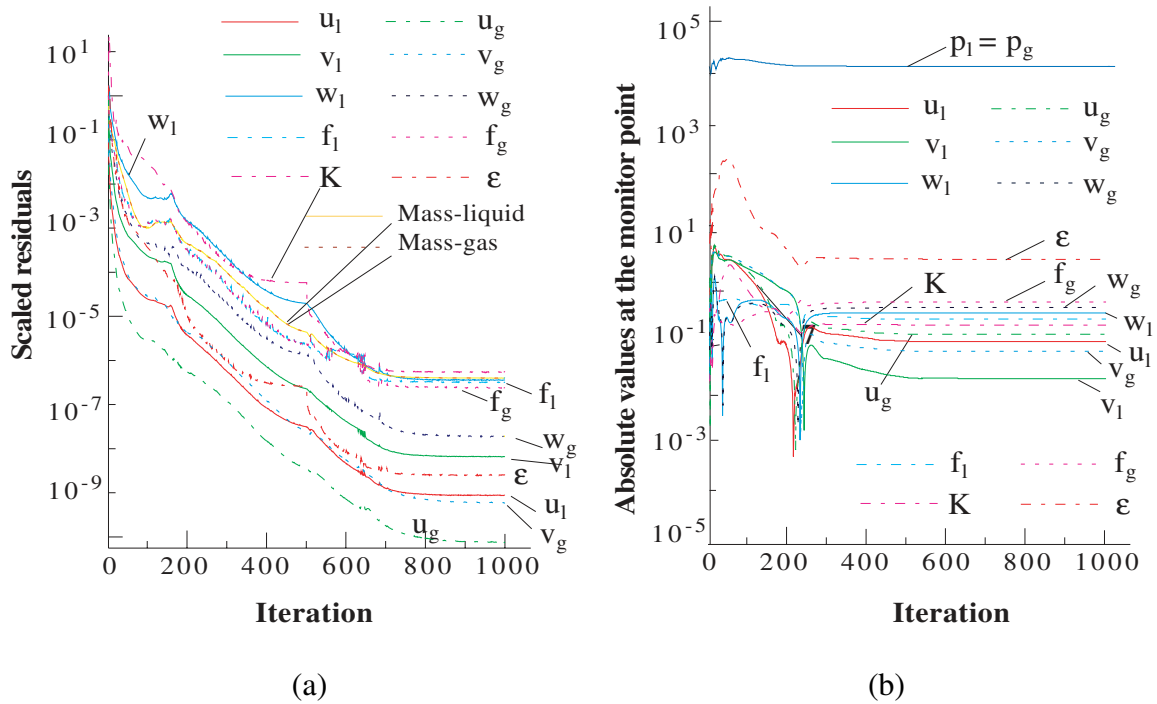 u_l
u_g
v_l
v_g
w_l
w_g
f_l
f_g
K
ε
Mass-liquid
Mass-gas
w_l
10^1
10^-1
10^-3
10^-5
10^-7
10^-9
Scaled residuals
f_l
f_g
w_g
v_l
ε
u_l
u_g
v_g
0 200 400 600 800 1000
Iteration
(a)
10^5
10^3
10^1
10^-1
10^-3
10^-5
Absolute values at the monitor point
p_l = p_g
u_l
u_g
v_l
v_g
w_l
w_g
ε
f_g
w_g
K
w_l
f_l
u_g
u_l
v_g
v_l
f_l
f_g
K
ε
0 200 400 600 800 1000
Iteration
(b)